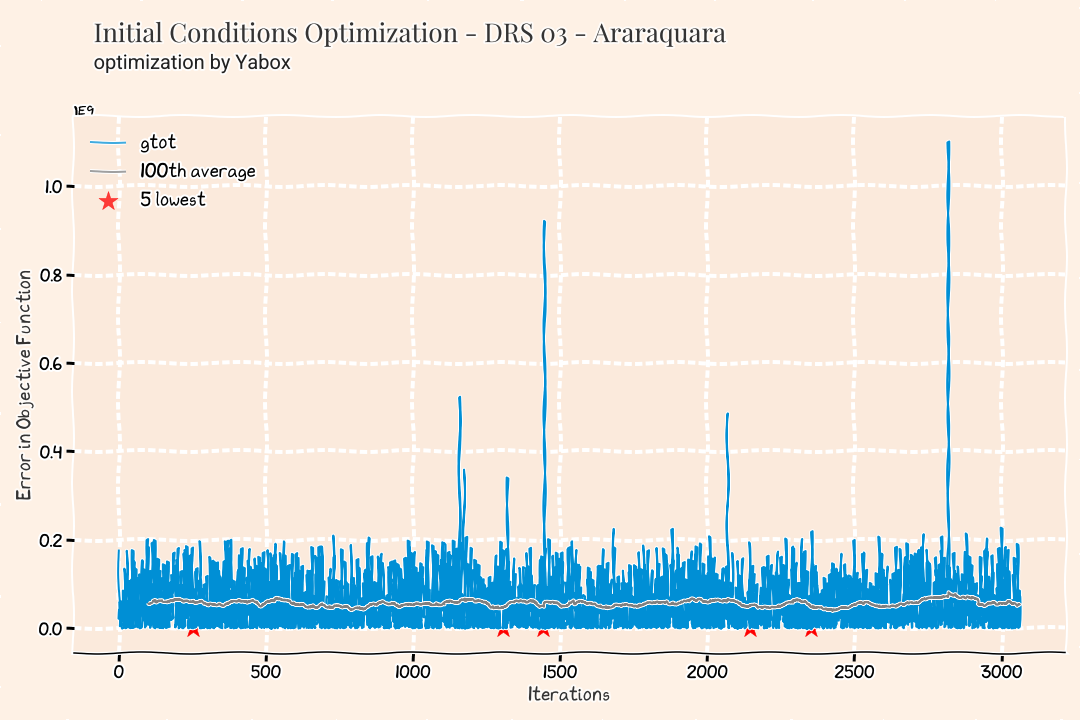 Initial Conditions Optimization - DRS 03 - Araraquara
optimization by Yabox
1E9
gtot
100th average
5 lowest
1.0
0.8
0.6
0.4
0.2
0.0
Error in Objective Function
0 500 1000 1500 2000 2500 3000
Iterations